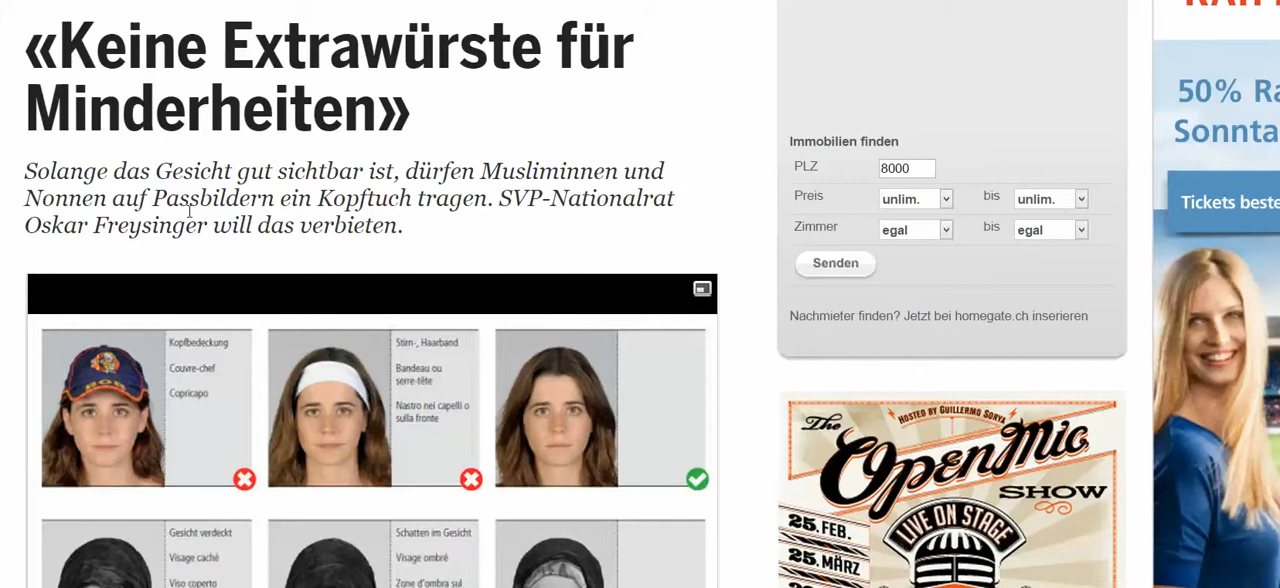 «Keine Extrawürste für
Minderheiten»
Solange das Gesicht gut sichtbar ist, dürfen Musliminnen und
Nonnen auf Passbildern ein Kopftuch tragen. SVP-Nationalrat
Oskar Freysinger will das verbieten.
Kopfbedeckung
Couvre-chef
Copricapo
Stirn-, Haarband
Bandeau ou
serre-tête
Nastro nei capelli o
sulla fronte
Gesicht verdeckt
Visage caché
Viso coperto
Schatten im Gesicht
Visage ombré
Zone d'ombra sul
Immobilien finden
PLZ 8000
Preis unlim. bis unlim.
Zimmer egal bis egal
Senden
Nachmieter finden? Jetzt bei homegate.ch inserieren
HOSTED BY GUILLERMO SORYA
The
Open Mic
SHOW
LIVE ON STAGE
25. FEB.
25. MÄRZ
50% Ra
Sonnta
Tickets beste